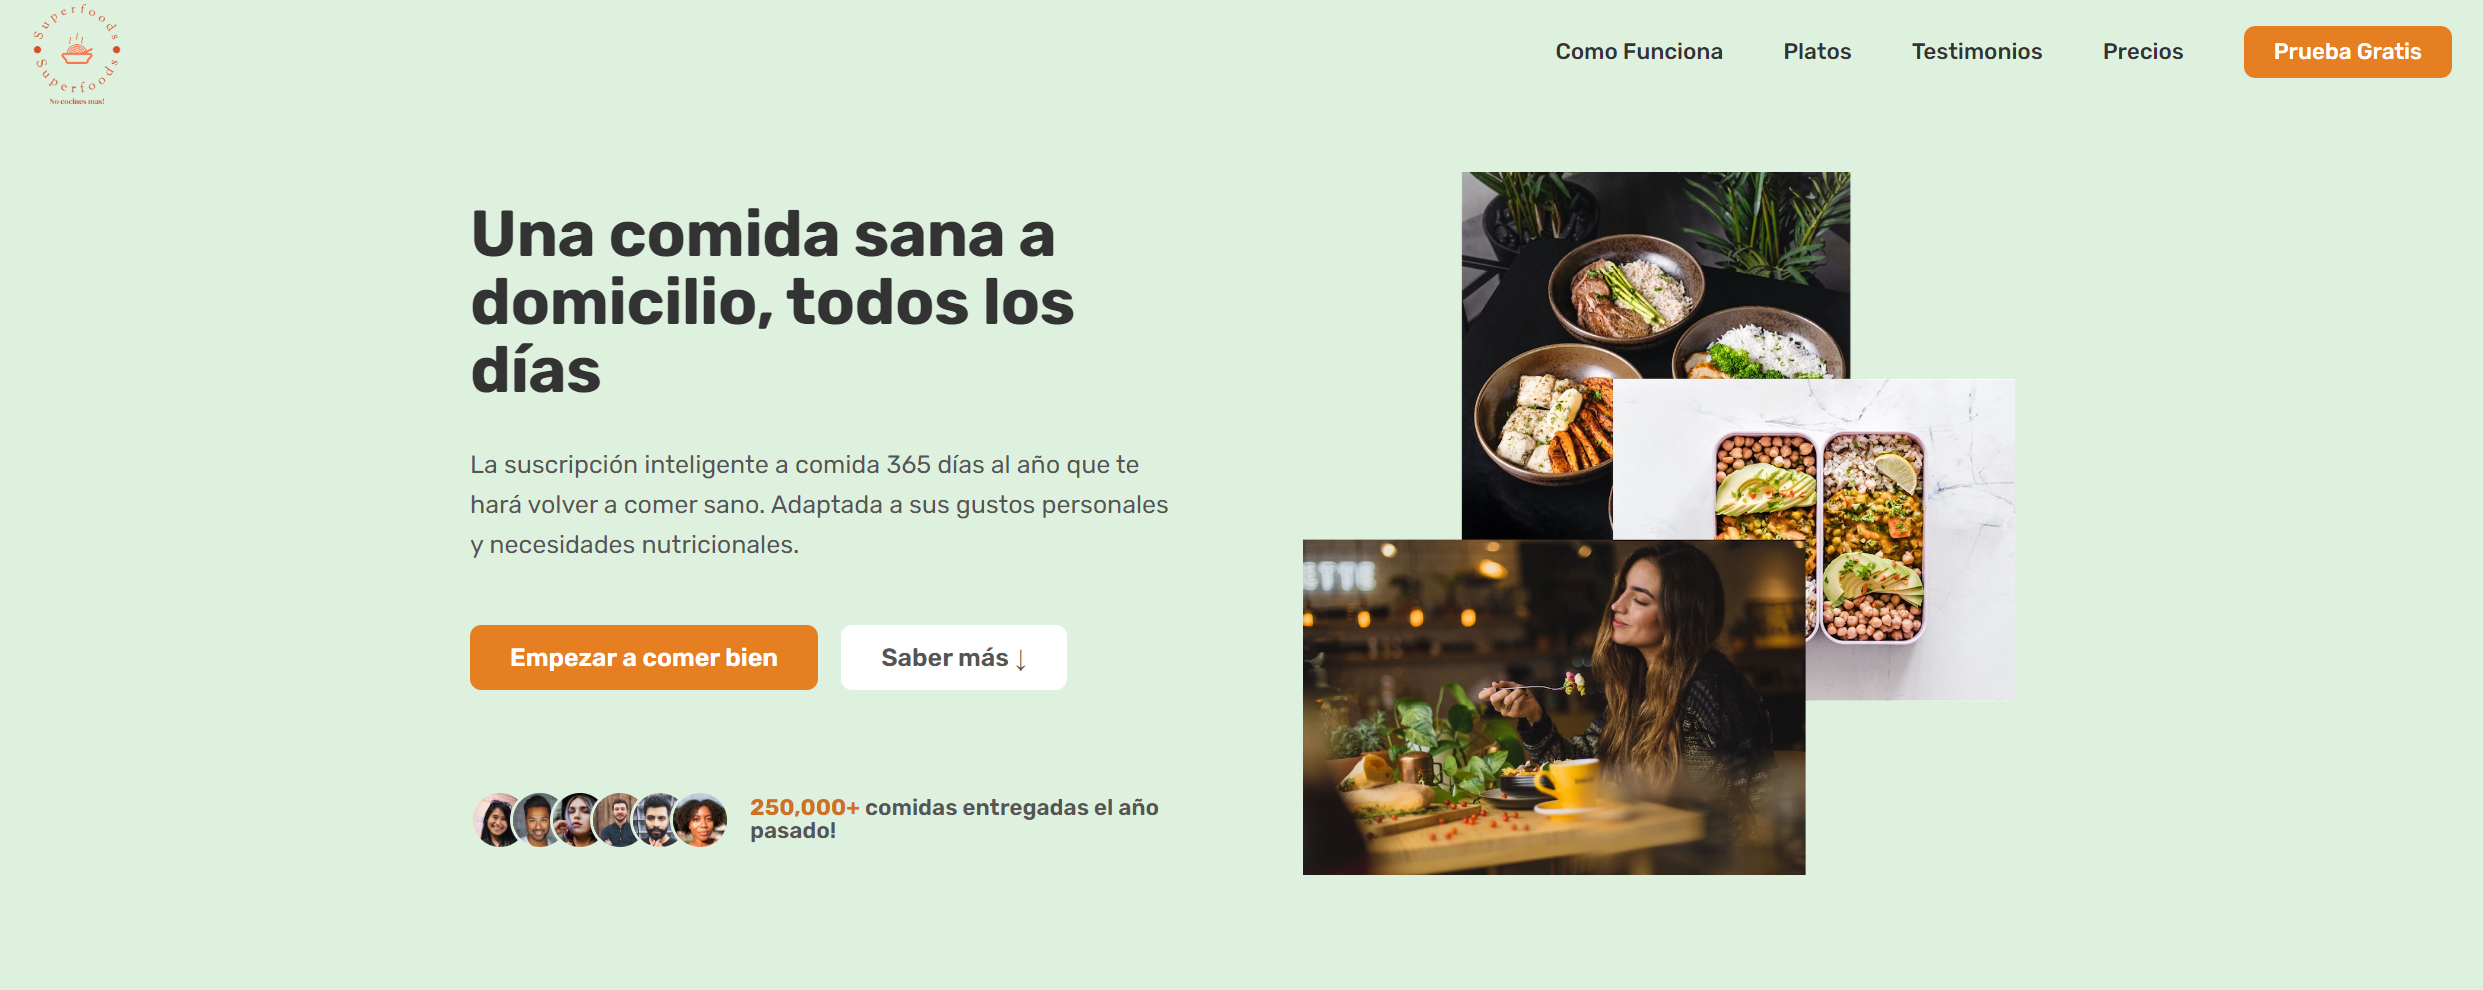 Superfoods
Superfoods
No cocines mas!
Como Funciona
Platos
Testimonios
Precios
Prueba Gratis
Una comida sana a
domicilio, todos los
días
La suscripción inteligente a comida 365 días al año que te
hará volver a comer sano. Adaptada a sus gustos personales
y necesidades nutricionales.
Empezar a comer bien
Saber más ↓
250,000+ comidas entregadas el año
pasado!
ETTE